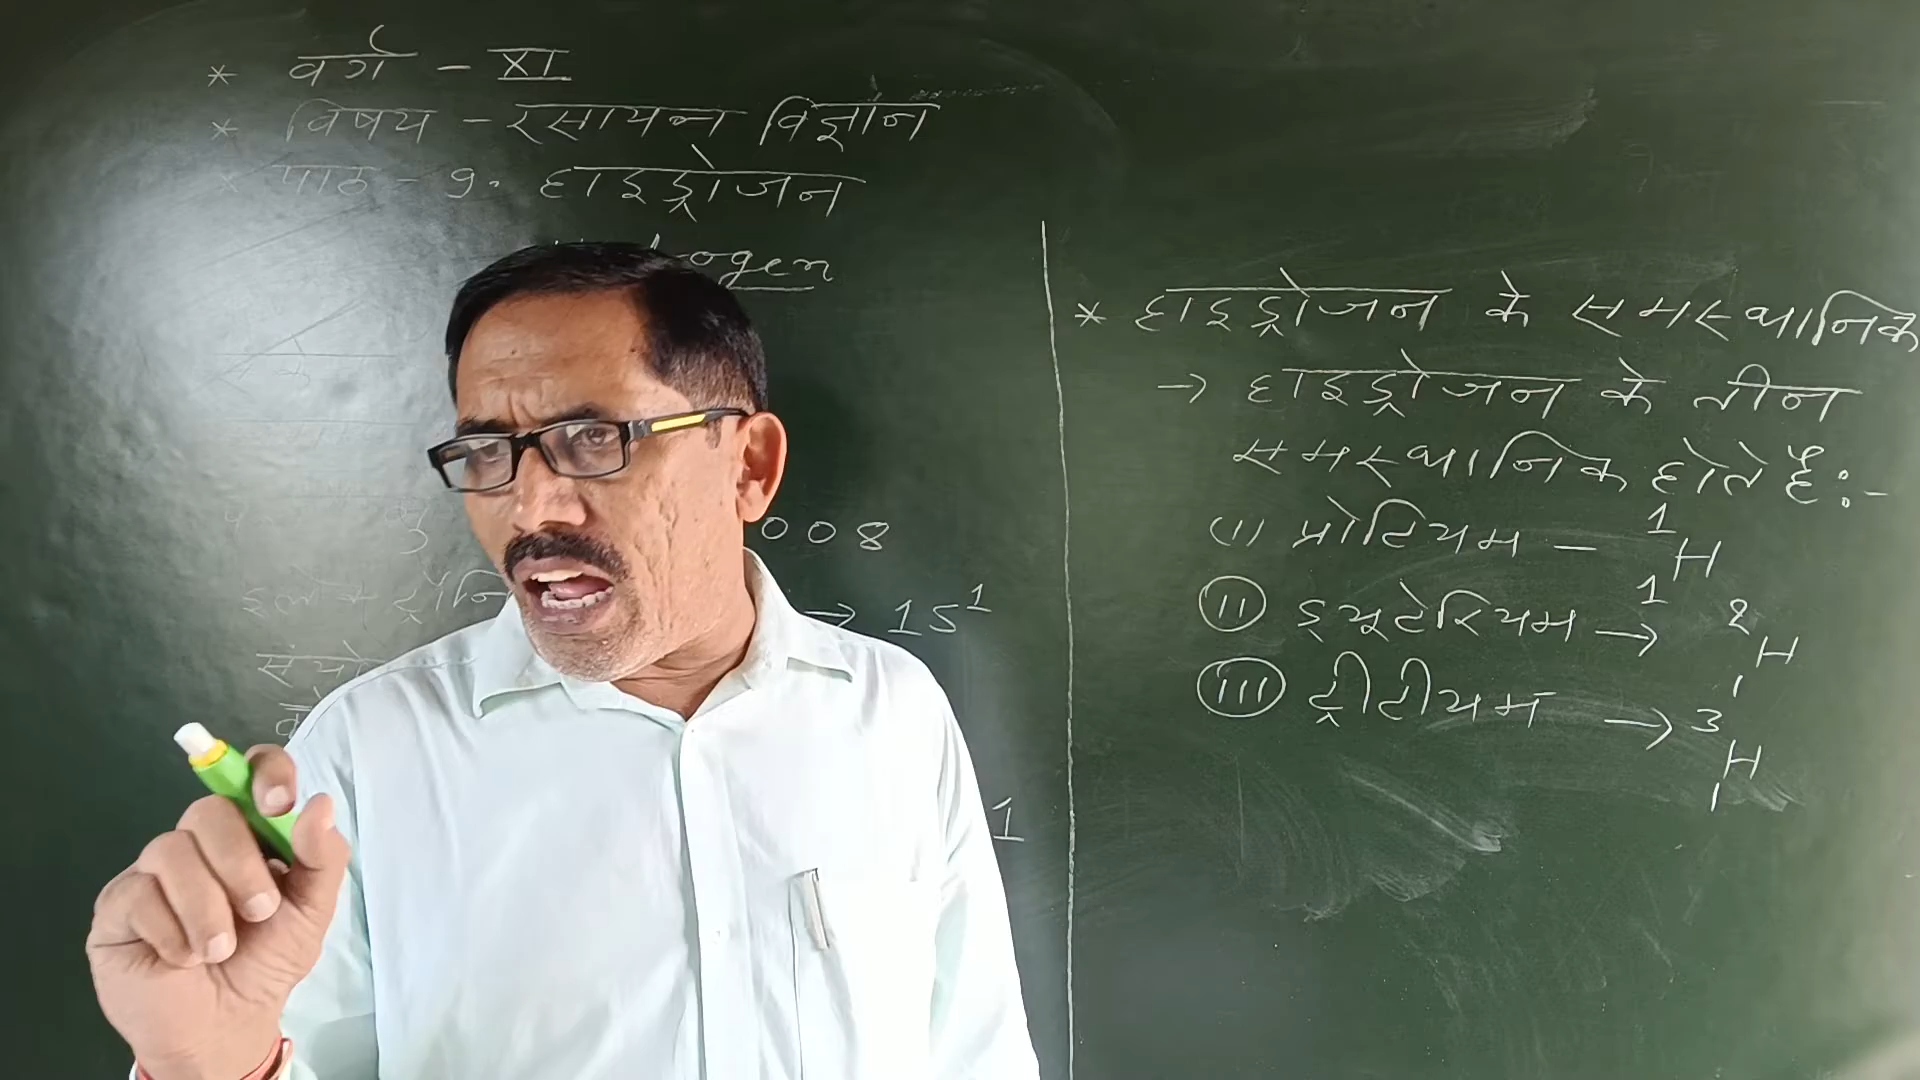 * वर्ग - XI
* विषय - रसायन विज्ञान
* पाठ - 9. हाइड्रोजन
ogen
008
→ 1S¹
1
* हाइड्रोजन के समस्थानिक
→ हाइड्रोजन के तीन
समस्थानिक होते हैं:-
(i) प्रोटियम - ¹₁H
(ii) ड्यूटेरियम → ²₁H
(iii) ट्रीटीयम → ³₁H